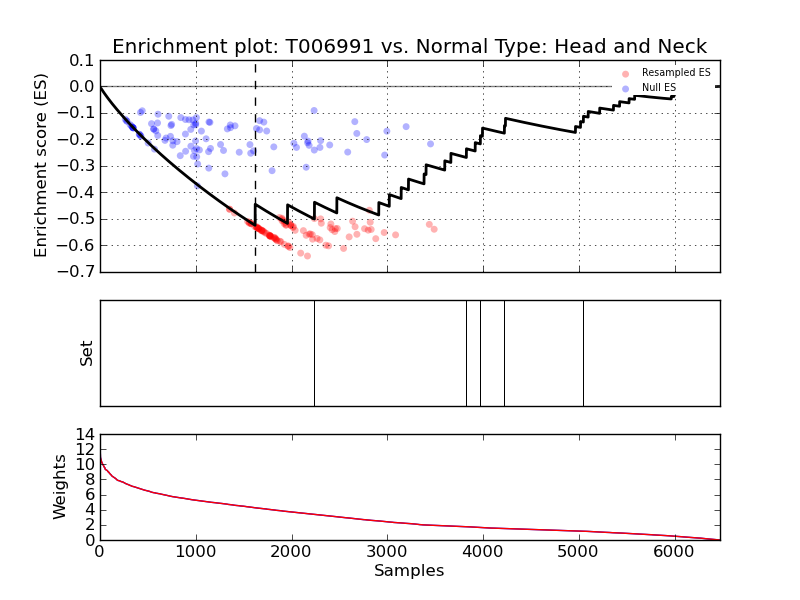 Enrichment plot: T006991 vs. Normal Type: Head and Neck
Enrichment score (ES)
0.1
0.0
−0.1
−0.2
−0.3
−0.4
−0.5
−0.6
−0.7
Resampled ES
Null ES
Set
Weights
14
12
10
8
6
4
2
0
0 1000 2000 3000 4000 5000 6000
Samples